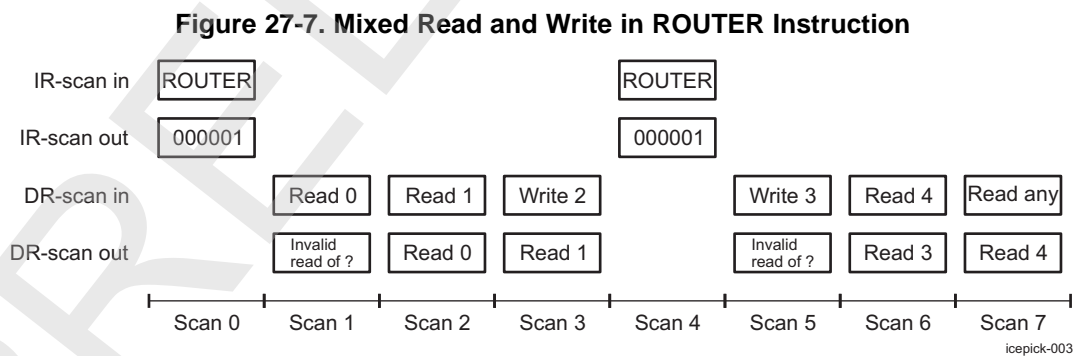 Figure 27-7. Mixed Read and Write in ROUTER Instruction
IR-scan in ROUTER ROUTER
IR-scan out 000001 000001
DR-scan in Read 0 Read 1 Write 2 Write 3 Read 4 Read any
DR-scan out Invalid read of ? Read 0 Read 1 Invalid read of ? Read 3 Read 4
Scan 0 Scan 1 Scan 2 Scan 3 Scan 4 Scan 5 Scan 6 Scan 7
icepick-003